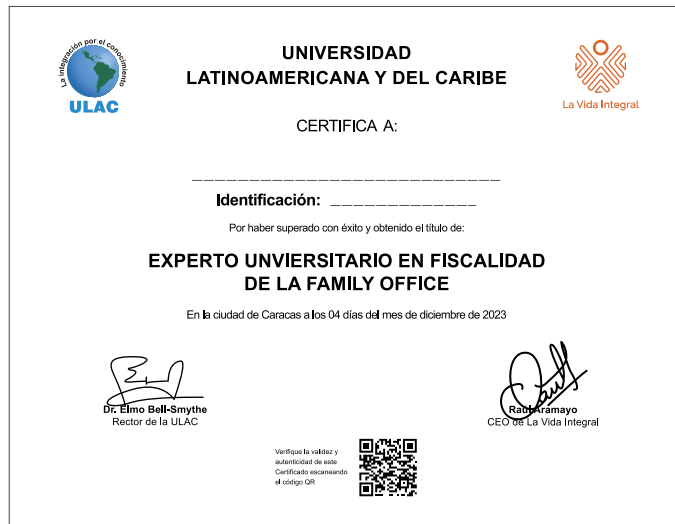 La integración por el conocimiento
ULAC
UNIVERSIDAD
LATINOAMERICANA Y DEL CARIBE
La Vida Integral
CERTIFICA A:
Identificación:
Por haber superado con éxito y obtenido el título de:
EXPERTO UNVIERSITARIO EN FISCALIDAD
DE LA FAMILY OFFICE
En la ciudad de Caracas a los 04 días del mes de diciembre de 2023
Dr. Elmo Bell-Smythe
Rector de la ULAC
Raúl Aramayo
CEO de La Vida Integral
Verifique la validez y
autenticidad de este
Certificado escaneando
el código QR